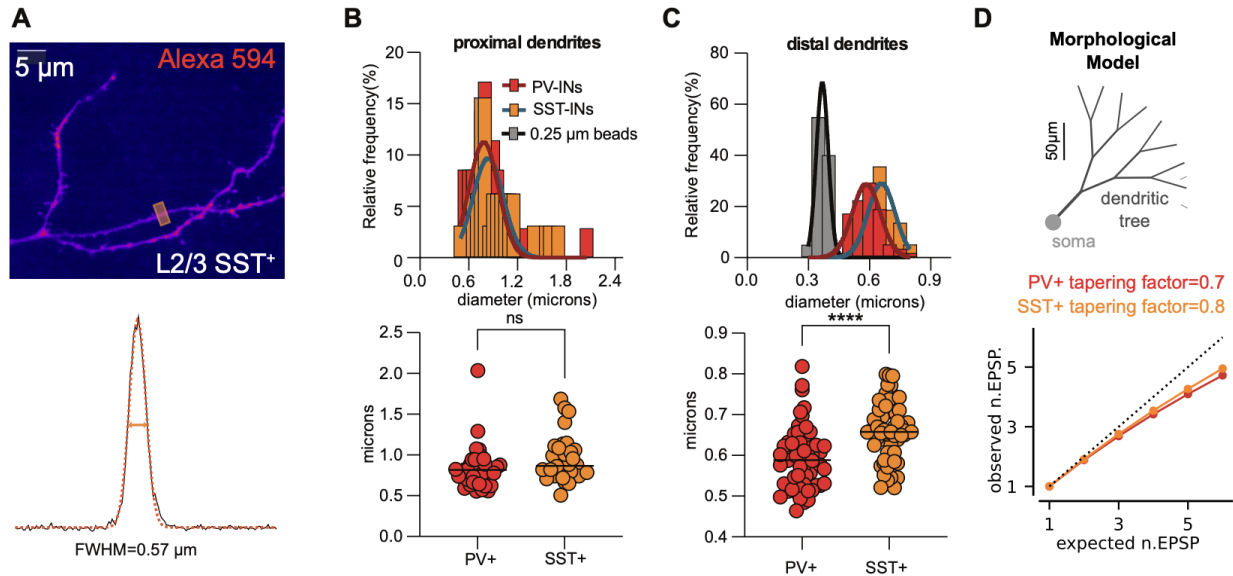 A
5 µm
Alexa 594
L2/3 SST⁺
FWHM=0.57 µm
B
proximal dendrites
Relative frequency(%)
20
15
10
5
0
PV-INs
SST-INs
0.25 µm beads
0.0 0.6 1.2 1.8 2.4
diameter (microns)
ns
microns
2.5
2.0
1.5
1.0
0.5
0.0
PV+ SST+
C
distal dendrites
Relative frequency(%)
80
60
40
20
0
0.0 0.3 0.6 0.9
diameter (microns)
****
microns
0.9
0.8
0.7
0.6
0.5
0.4
PV+ SST+
D
Morphological
Model
50µm
dendritic
tree
soma
PV+ tapering factor=0.7
SST+ tapering factor=0.8
observed n.EPSP.
5
3
1
1 3 5
expected n.EPSP